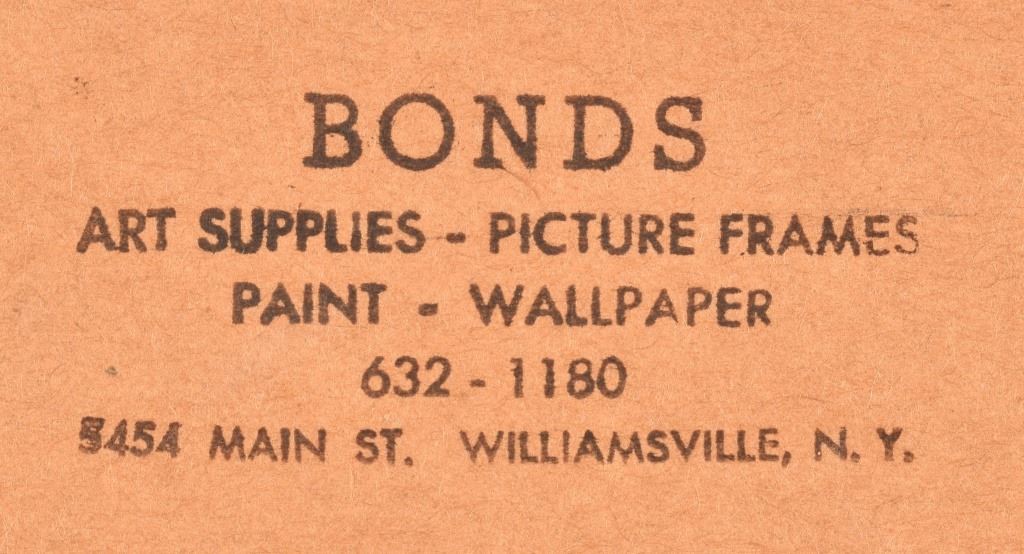 BONDS
ART SUPPLIES - PICTURE FRAMES
PAINT - WALLPAPER
632 - 1180
5454 MAIN ST. WILLIAMSVILLE, N. Y.